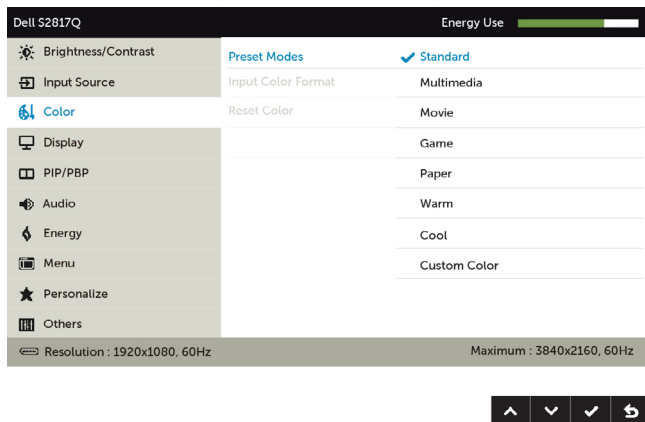 Dell S2817Q
Energy Use
Brightness/Contrast
Input Source
Color
Display
PIP/PBP
Audio
Energy
Menu
Personalize
Others
Preset Modes
Input Color Format
Reset Color
Standard
Multimedia
Movie
Game
Paper
Warm
Cool
Custom Color
Resolution : 1920x1080, 60Hz
Maximum : 3840x2160, 60Hz